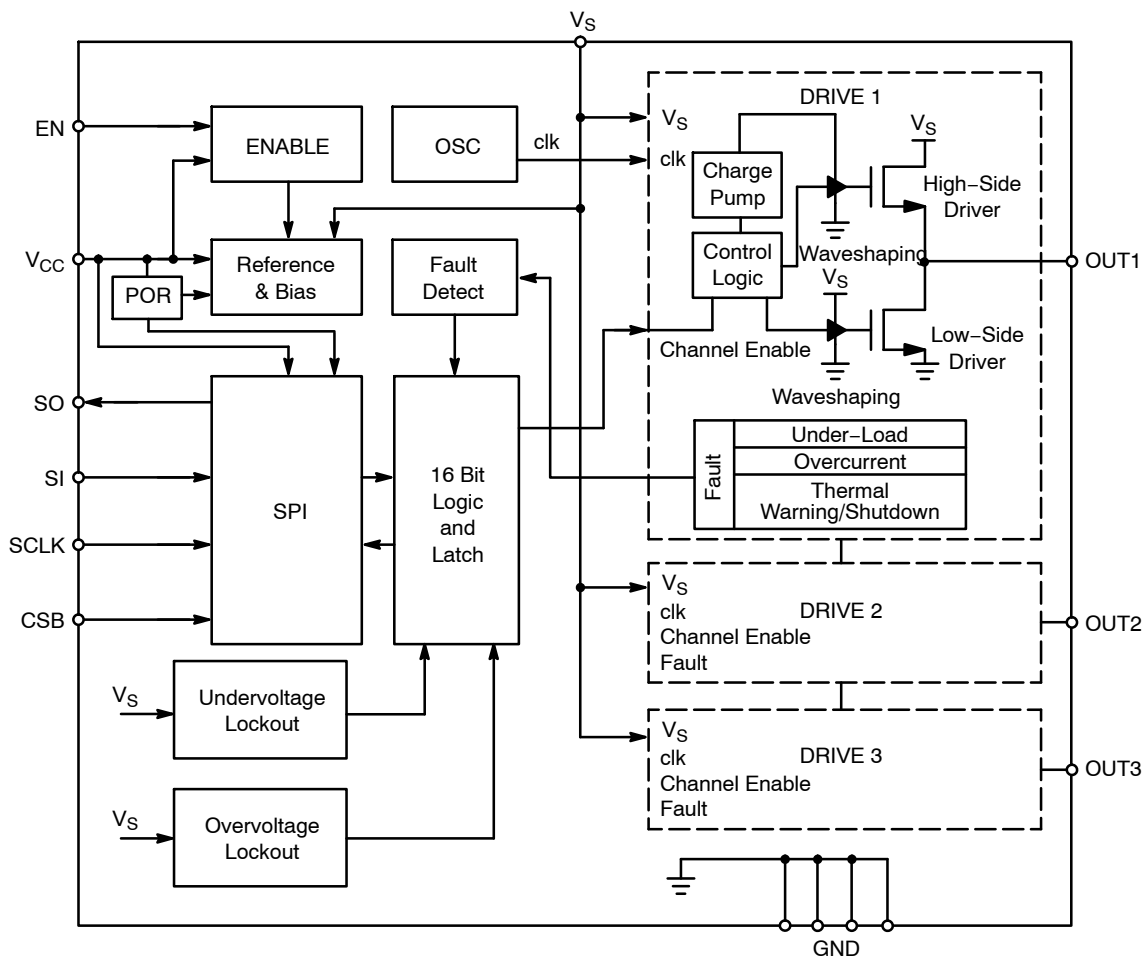 VS
DRIVE 1
EN
ENABLE
OSC
clk
VS
clk
Charge
Pump
VS
High−Side
Driver
VCC
POR
Reference
& Bias
Fault
Detect
Control
Logic
Waveshaping
VS
OUT1
Channel Enable
Low−Side
Driver
Waveshaping
SO
SI
SCLK
CSB
SPI
16 Bit
Logic
and
Latch
Fault
Under−Load
Overcurrent
Thermal
Warning/Shutdown
VS
clk
Channel Enable
Fault
DRIVE 2
OUT2
VS
Undervoltage
Lockout
VS
clk
Channel Enable
Fault
DRIVE 3
OUT3
VS
Overvoltage
Lockout
GND